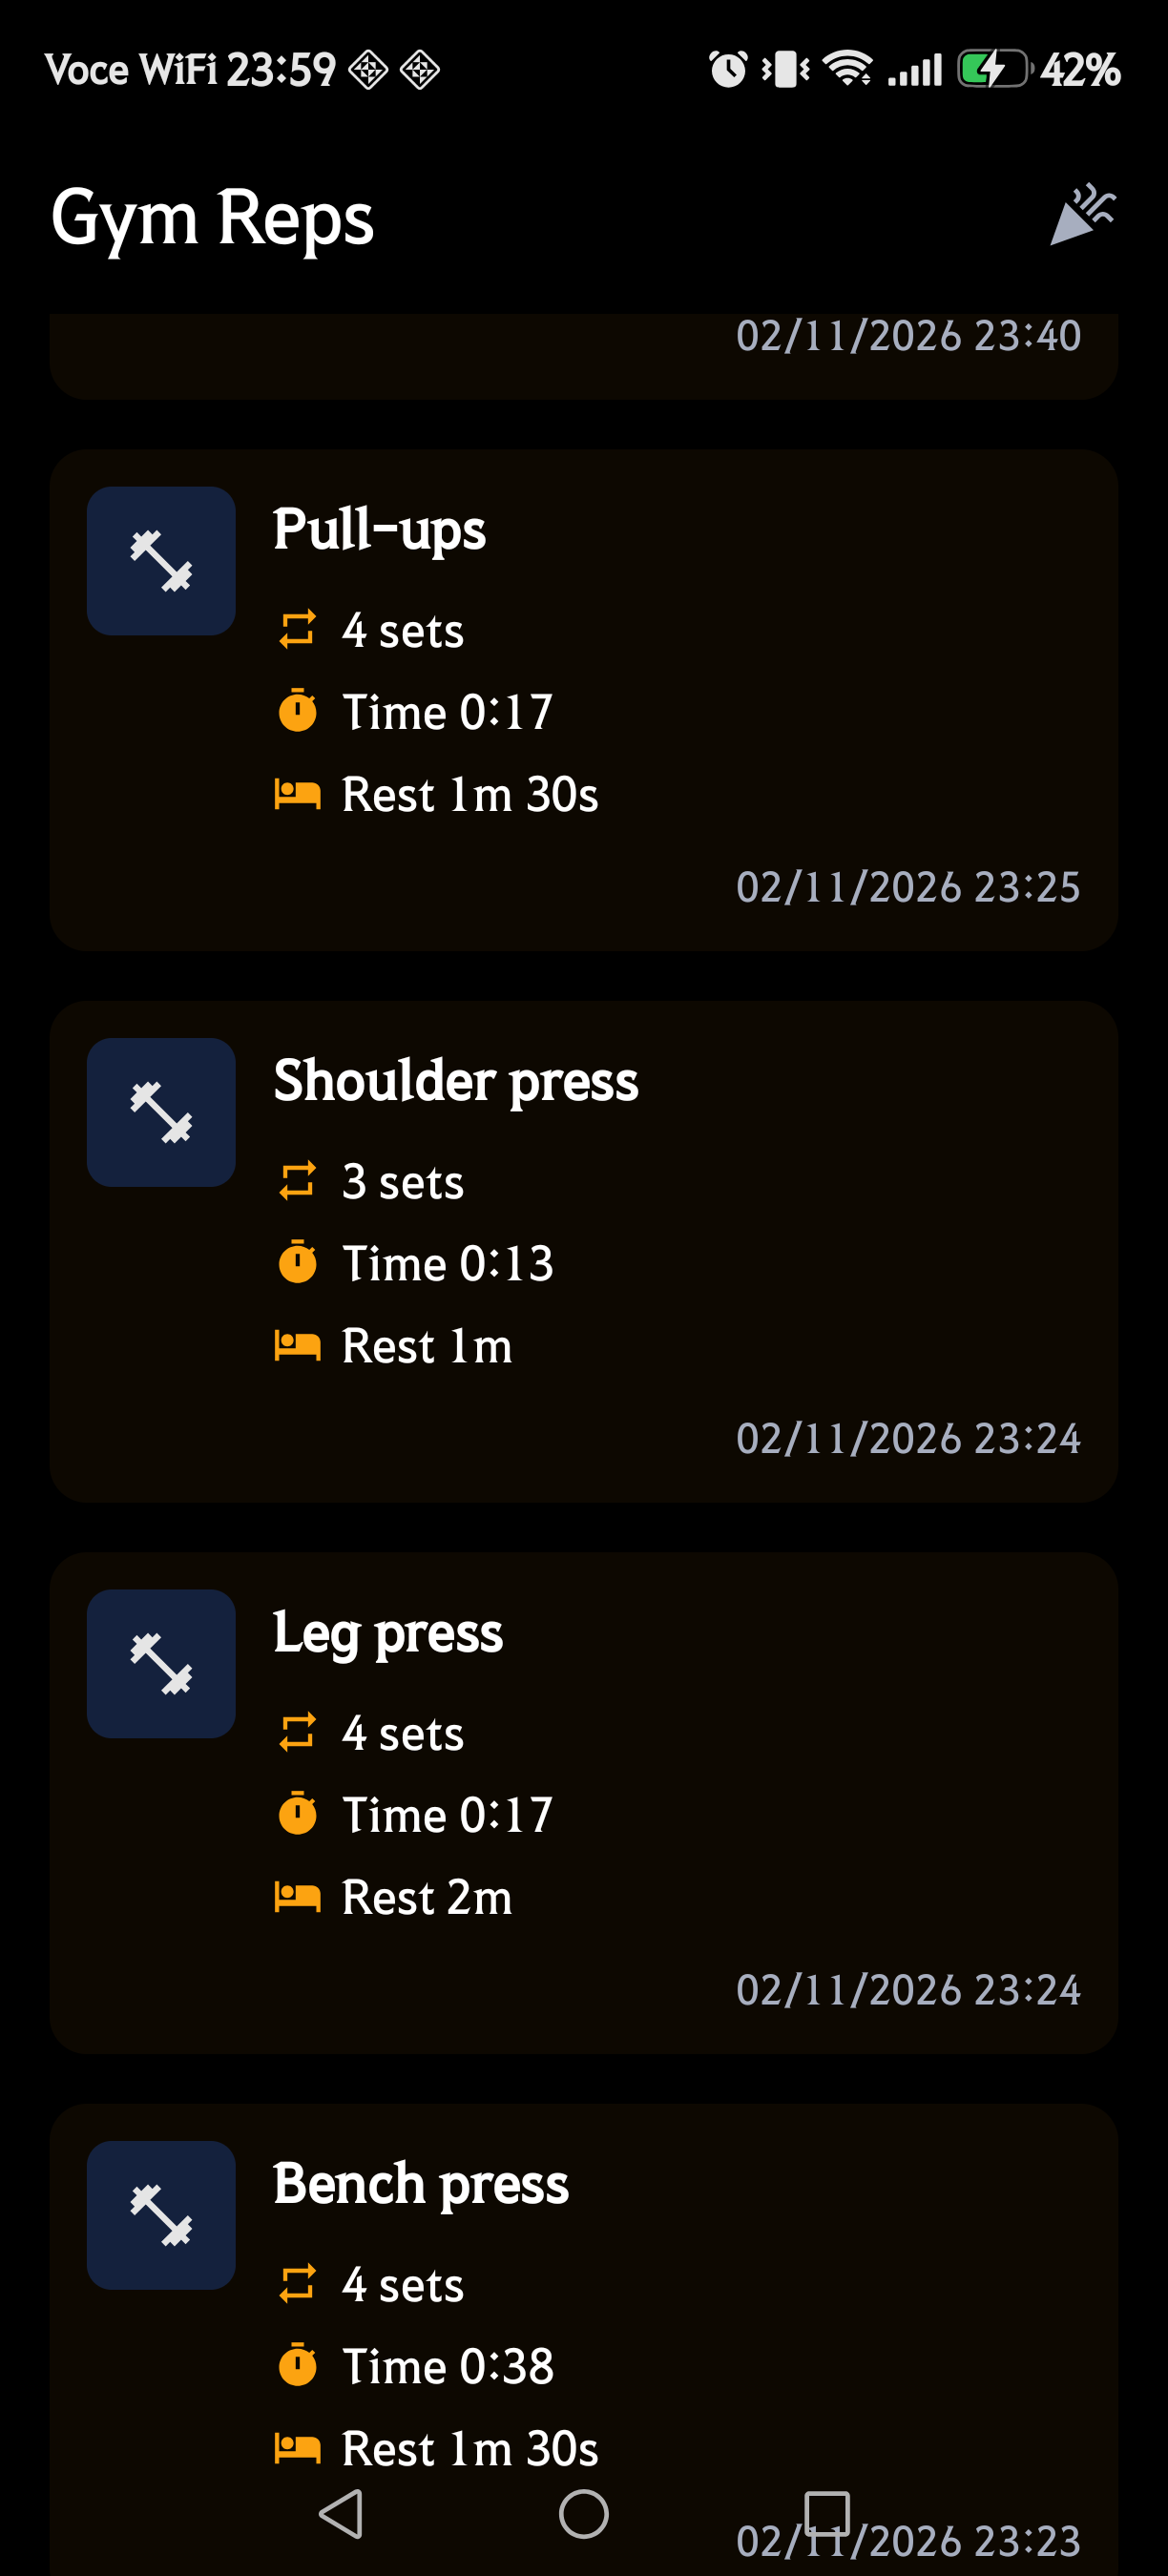 Voce WiFi 23:59 42%
Gym Reps
02/11/2026 23:40
Pull-ups
4 sets
Time 0:17
Rest 1m 30s
02/11/2026 23:25
Shoulder press
3 sets
Time 0:13
Rest 1m
02/11/2026 23:24
Leg press
4 sets
Time 0:17
Rest 2m
02/11/2026 23:24
Bench press
4 sets
Time 0:38
Rest 1m 30s
02/11/2026 23:23